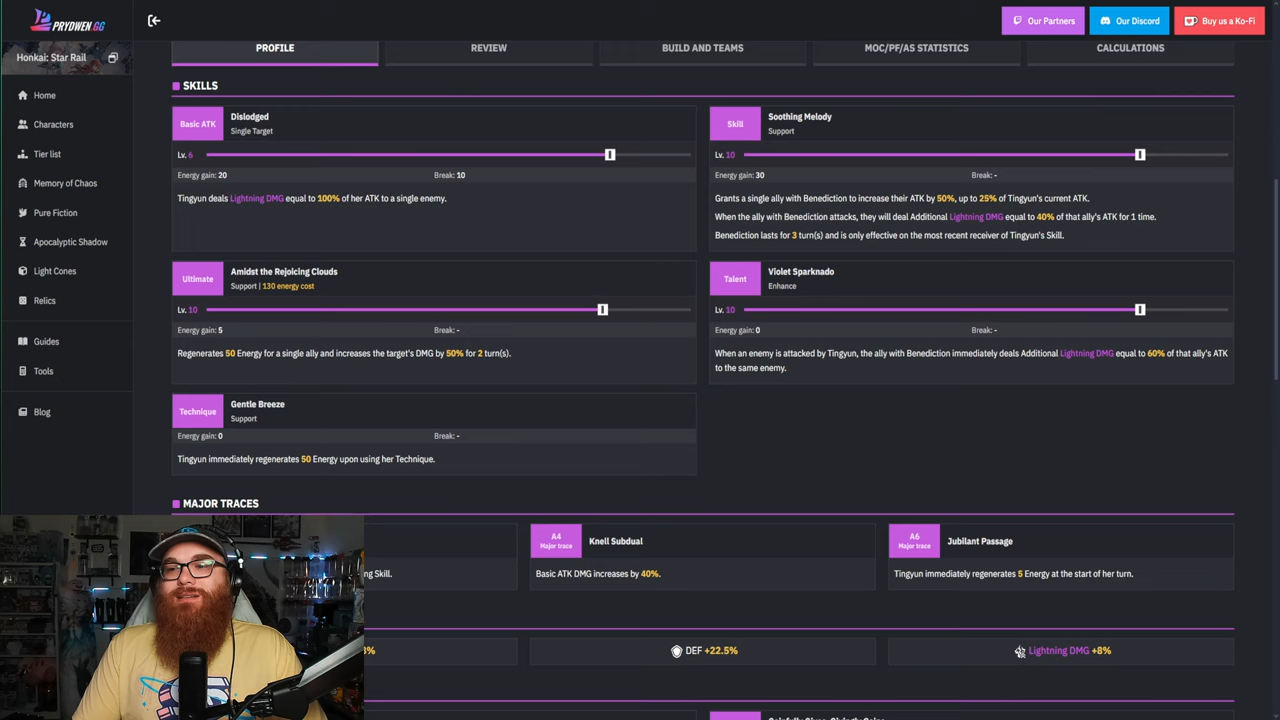 PRYDWEN.GG
Our Partners
Our Discord
Buy us a Ko-Fi
Honkai: Star Rail
Home
Characters
Tier list
Memory of Chaos
Pure Fiction
Apocalyptic Shadow
Light Cones
Relics
Guides
Tools
Blog
PROFILE
REVIEW
BUILD AND TEAMS
MOC/PF/AS STATISTICS
CALCULATIONS
SKILLS
Basic ATK
Dislodged
Single Target
Lv. 6
Energy gain: 20
Break: 10
Tingyun deals Lightning DMG equal to 100% of her ATK to a single enemy.
Skill
Soothing Melody
Support
Lv. 10
Energy gain: 30
Break: -
Grants a single ally with Benediction to increase their ATK by 50%, up to 25% of Tingyun's current ATK.
When the ally with Benediction attacks, they will deal Additional Lightning DMG equal to 40% of that ally's ATK for 1 time.
Benediction lasts for 3 turn(s) and is only effective on the most recent receiver of Tingyun's Skill.
Ultimate
Amidst the Rejoicing Clouds
Support | 130 energy cost
Lv. 10
Energy gain: 5
Break: -
Regenerates 50 Energy for a single ally and increases the target's DMG by 50% for 2 turn(s).
Talent
Violet Sparknado
Enhance
Lv. 10
Energy gain: 0
Break: -
When an enemy is attacked by Tingyun, the ally with Benediction immediately deals Additional Lightning DMG equal to 60% of that ally's ATK
to the same enemy.
Technique
Gentle Breeze
Support
Energy gain: 0
Break: -
Tingyun immediately regenerates 50 Energy upon using her Technique.
MAJOR TRACES
ng Skill.
A4
Major trace
Knell Subdual
Basic ATK DMG increases by 40%.
A6
Major trace
Jubilant Passage
Tingyun immediately regenerates 5 Energy at the start of her turn.
DEF +22.5%
Lightning DMG +8%